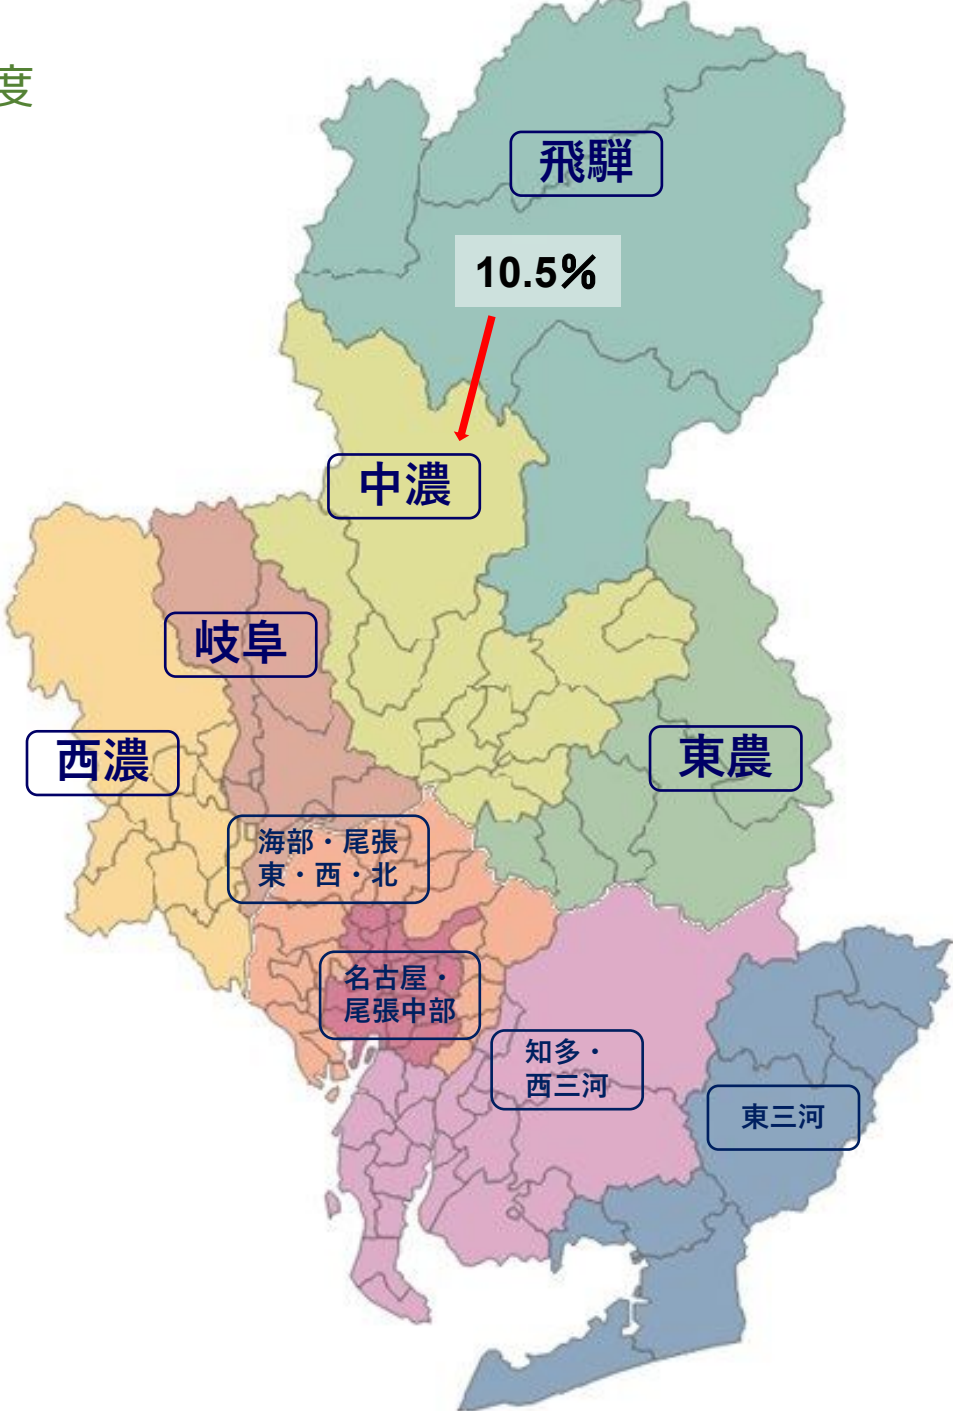 度
飛騨
10.5%
中濃
岐阜
西濃
東農
海部・尾張
東・西・北
名古屋・
尾張中部
知多・
西三河
東三河